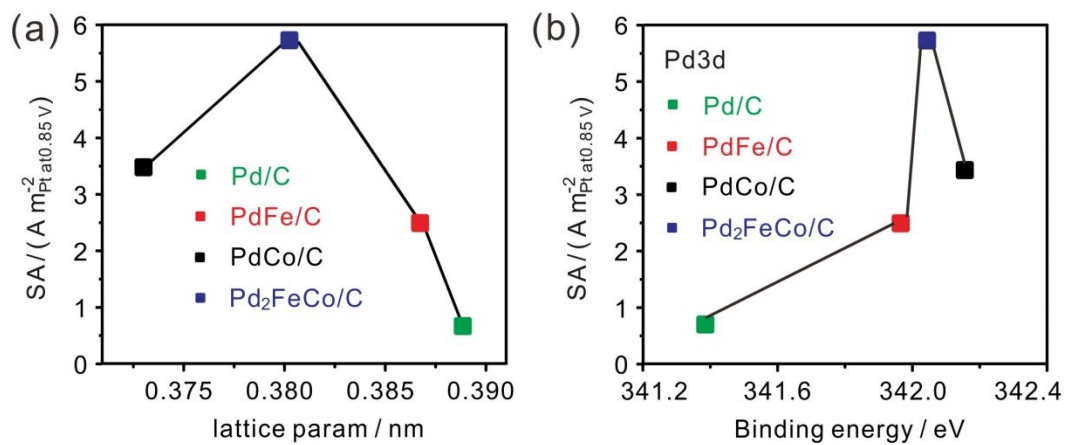 (a)
SA / ( A m⁻²Pt at0.85 V)
6
5
4
3
2
1
0
Pd/C
PdFe/C
PdCo/C
Pd₂FeCo/C
0.375 0.380 0.385 0.390
lattice param / nm
(b)
SA / ( A m⁻²Pt at0.85 V)
6
5
4
3
2
1
0
Pd3d
Pd/C
PdFe/C
PdCo/C
Pd₂FeCo/C
341.2 341.6 342.0 342.4
Binding energy / eV